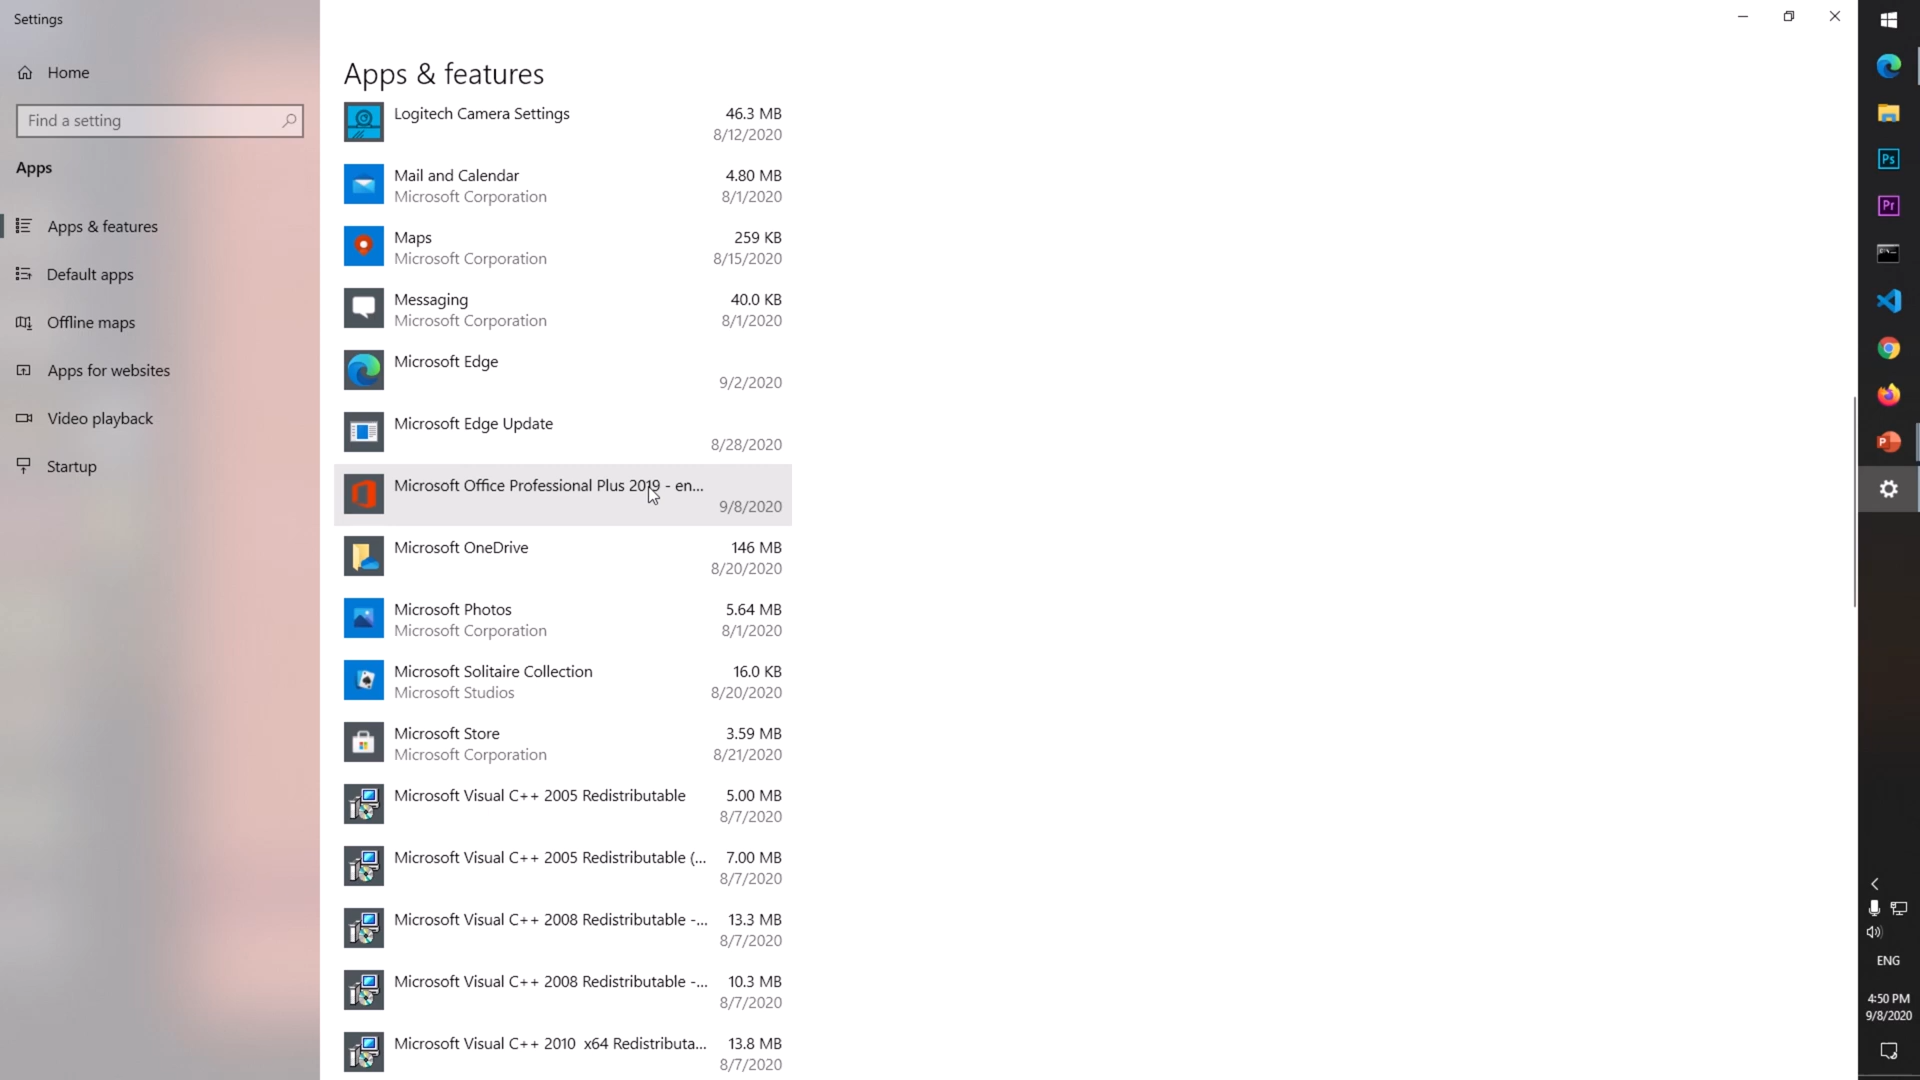 Settings
Home
Find a setting
Apps
Apps & features
Default apps
Offline maps
Apps for websites
Video playback
Startup
Apps & features
Logitech Camera Settings 46.3 MB
8/12/2020
Mail and Calendar 4.80 MB
Microsoft Corporation 8/1/2020
Maps 259 KB
Microsoft Corporation 8/15/2020
Messaging 40.0 KB
Microsoft Corporation 8/1/2020
Microsoft Edge
9/2/2020
Microsoft Edge Update
8/28/2020
Microsoft Office Professional Plus 2019 - en...
9/8/2020
Microsoft OneDrive 146 MB
8/20/2020
Microsoft Photos 5.64 MB
Microsoft Corporation 8/1/2020
Microsoft Solitaire Collection 16.0 KB
Microsoft Studios 8/20/2020
Microsoft Store 3.59 MB
Microsoft Corporation 8/21/2020
Microsoft Visual C++ 2005 Redistributable 5.00 MB
8/7/2020
Microsoft Visual C++ 2005 Redistributable (... 7.00 MB
8/7/2020
Microsoft Visual C++ 2008 Redistributable -... 13.3 MB
8/7/2020
Microsoft Visual C++ 2008 Redistributable -... 10.3 MB
8/7/2020
Microsoft Visual C++ 2010  x64 Redistributa... 13.8 MB
8/7/2020
Ps
Pr
P
ENG
4:50 PM
9/8/2020